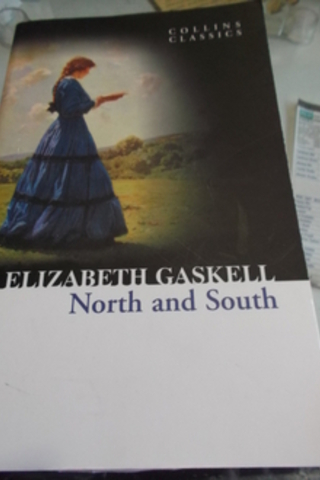 COLLINS
CLASSICS
ELIZABETH GASKELL
North and South